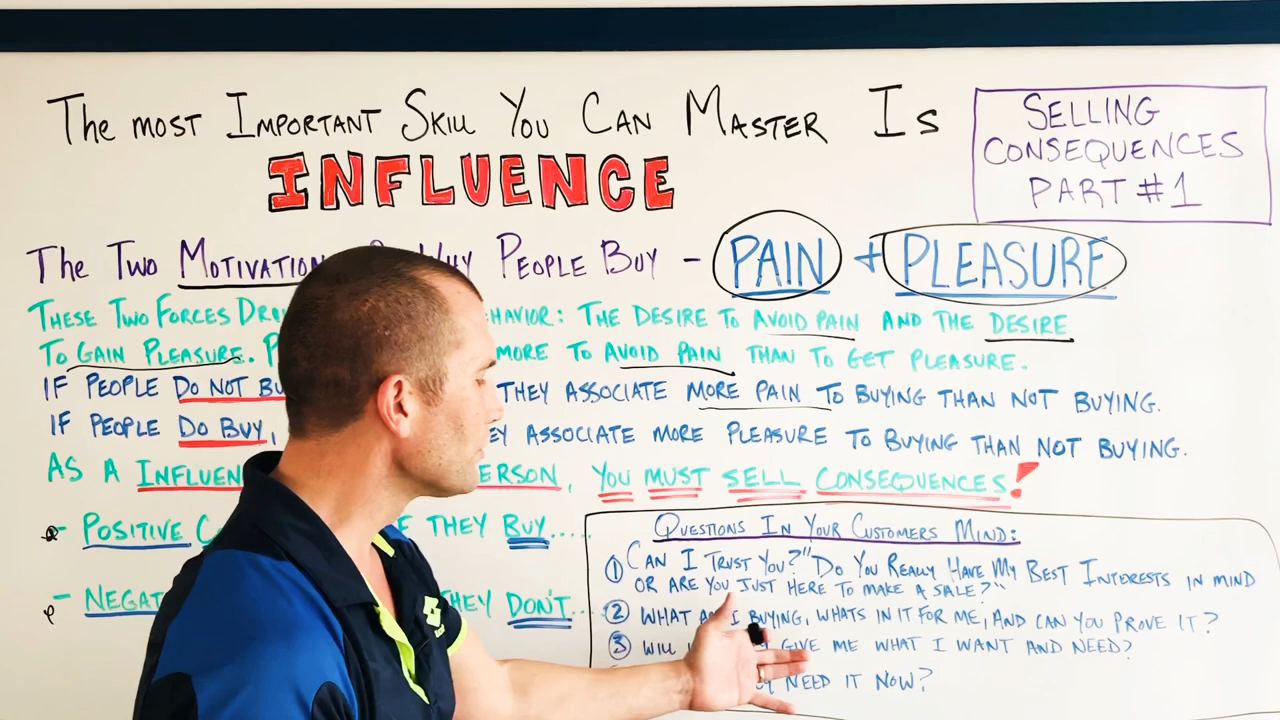 The most Important Skill You Can Master Is
INFLUENCE
SELLING
CONSEQUENCES
PART #1
The Two Motivation Why People Buy - PAIN + PLEASURE
These Two Forces : The Desire to Avoid Pain and the Desire
To Gain Pleasure. more to Avoid Pain than to get pleasure.
If People Do Not they associate more pain to buying than not buying.
If People Do Buy, associate more pleasure to buying than not buying.
As a , You must sell consequences!
- Positive they Buy.....
- they Don't...
Questions In Your Customers Mind:
① Can I Trust You?" Do You Really Have My Best Interests in mind
or are you just here to make a sale?"
② What I buying, whats in it for me, and can you prove it?
③ Will give me what I want and need?
need it now?